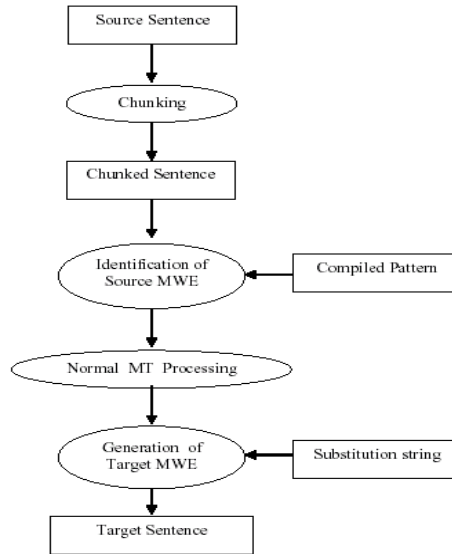 Source Sentence
Chunking
Chunked Sentence
Identification of
Source MWE
Compiled Pattern
Normal MT Processing
Generation of
Target MWE
Substitution string
Target Sentence